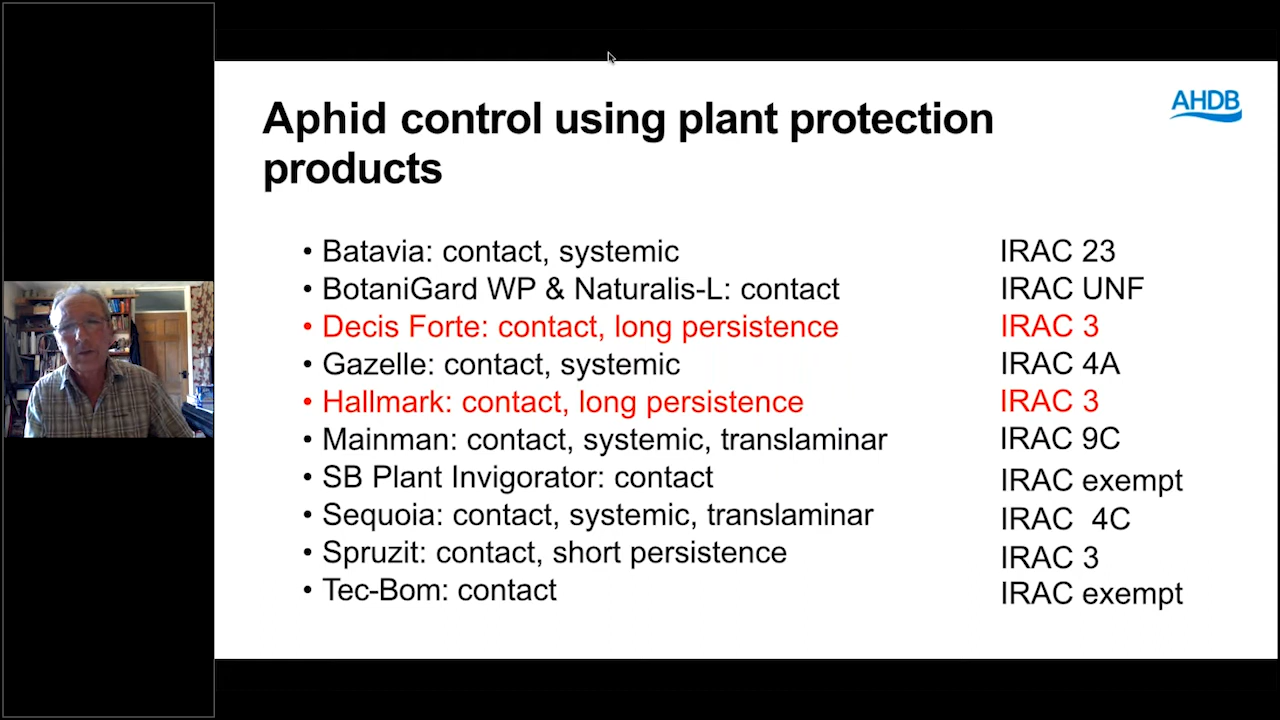 Aphid control using plant protection
products
AHDB
• Batavia: contact, systemic IRAC 23
• BotaniGard WP & Naturalis-L: contact IRAC UNF
• Decis Forte: contact, long persistence IRAC 3
• Gazelle: contact, systemic IRAC 4A
• Hallmark: contact, long persistence IRAC 3
• Mainman: contact, systemic, translaminar IRAC 9C
• SB Plant Invigorator: contact IRAC exempt
• Sequoia: contact, systemic, translaminar IRAC 4C
• Spruzit: contact, short persistence IRAC 3
• Tec-Bom: contact IRAC exempt